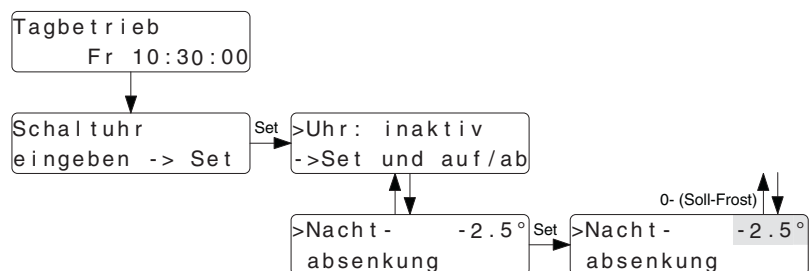 Tagbetrieb
Fr 10:30:00
Schaltuhr
eingeben -> Set
Set
>Uhr: inaktiv
->Set und auf/ab
0- (Soll-Frost)
>Nacht- -2.5°
absenkung
Set
>Nacht- -2.5°
absenkung